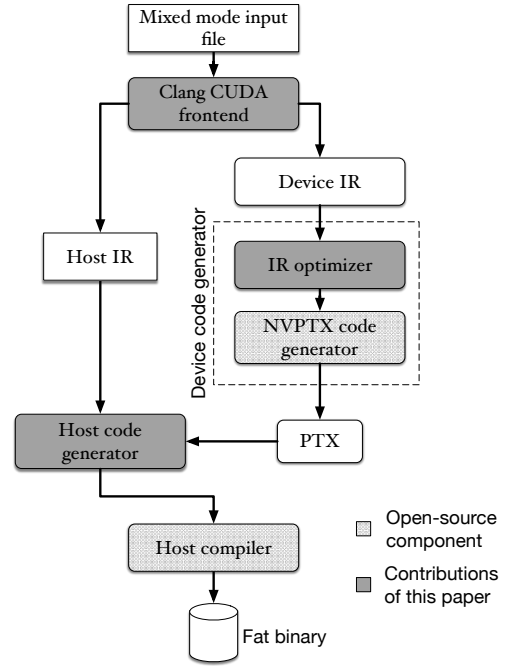 Mixed mode input
file
Clang CUDA
frontend
Device IR
Host IR
Device code generator
IR optimizer
NVPTX code
generator
Host code
generator
PTX
Host compiler
Open-source
component
Contributions
of this paper
Fat binary